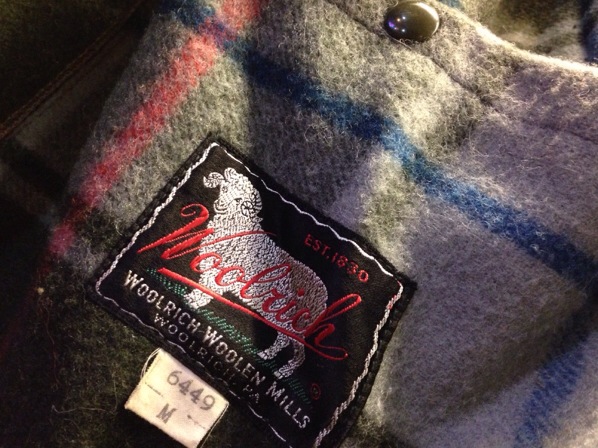 EST. 1830
Woolrich
®
WOOLRICH WOOLEN MILLS
WOOLRICH, PA
6449
M